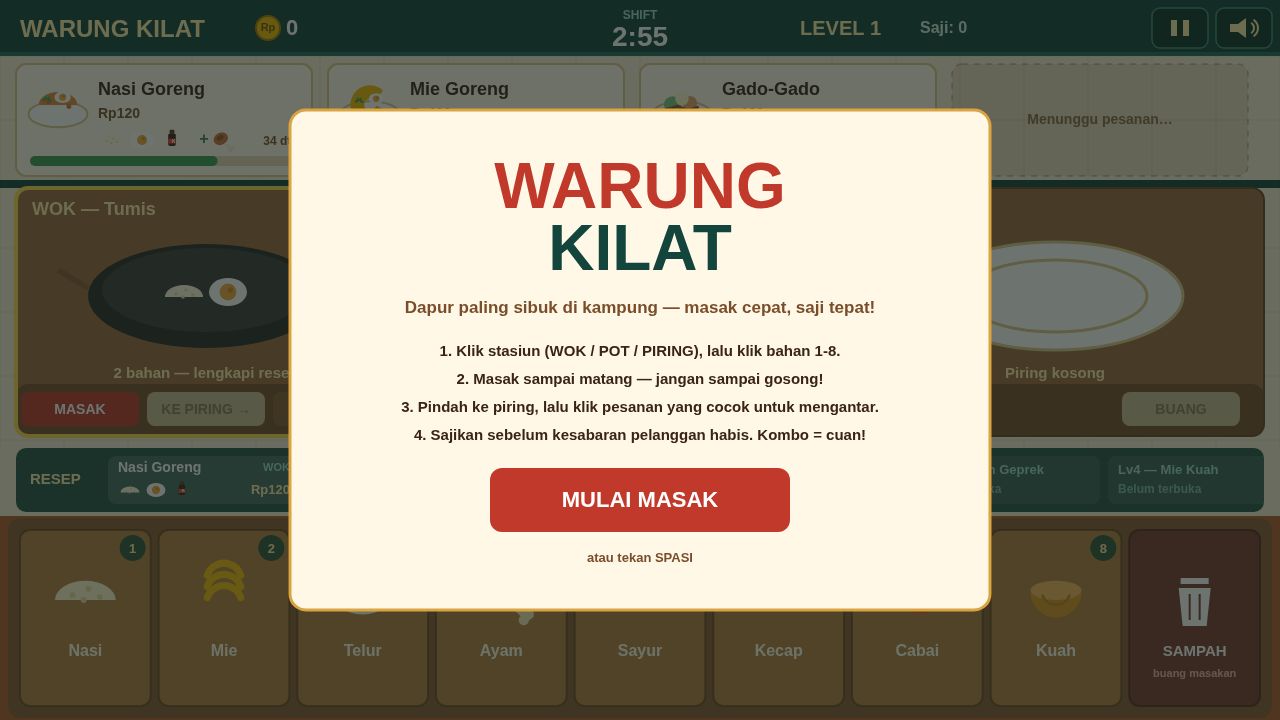 WARUNG KILAT
Rp 0
SHIFT
2:55
LEVEL 1
Saji: 0
Nasi Goreng
Rp120
+
34
Mie Goreng
Gado-Gado
Menunggu pesanan…
WARUNG
KILAT
Dapur paling sibuk di kampung — masak cepat, saji tepat!
1. Klik stasiun (WOK / POT / PIRING), lalu klik bahan 1-8.
2. Masak sampai matang — jangan sampai gosong!
3. Pindah ke piring, lalu klik pesanan yang cocok untuk mengantar.
4. Sajikan sebelum kesabaran pelanggan habis. Kombo = cuan!
MULAI MASAK
atau tekan SPASI
WOK — Tumis
2 bahan — lengkapi
MASAK
KE PIRING →
Piring kosong
BUANG
RESEP
Nasi Goreng
WOK
Rp120
Geprek
Lv4 — Mie Kuah
Belum terbuka
1
Nasi
2
Mie
Telur
Ayam
Sayur
Kecap
Cabai
8
Kuah
SAMPAH
buang masakan